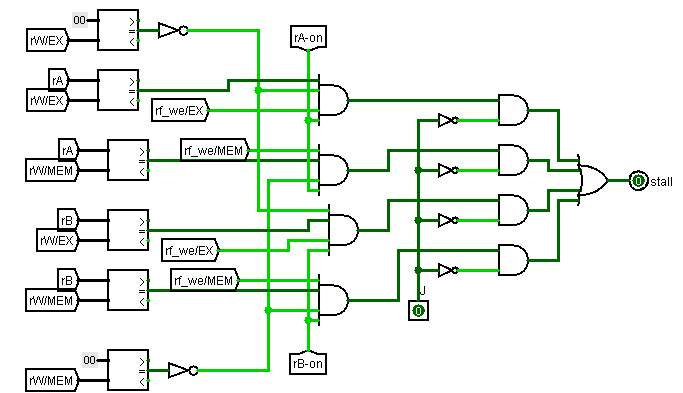 00
rW/EX
rA-on
rA
rW/EX
rf_we/EX
rA
rf_we/MEM
rW/MEM
0
stall
rB
rW/EX
rf_we/EX
rB
rf_we/MEM
rW/MEM
J
0
00
rB-on
rW/MEM